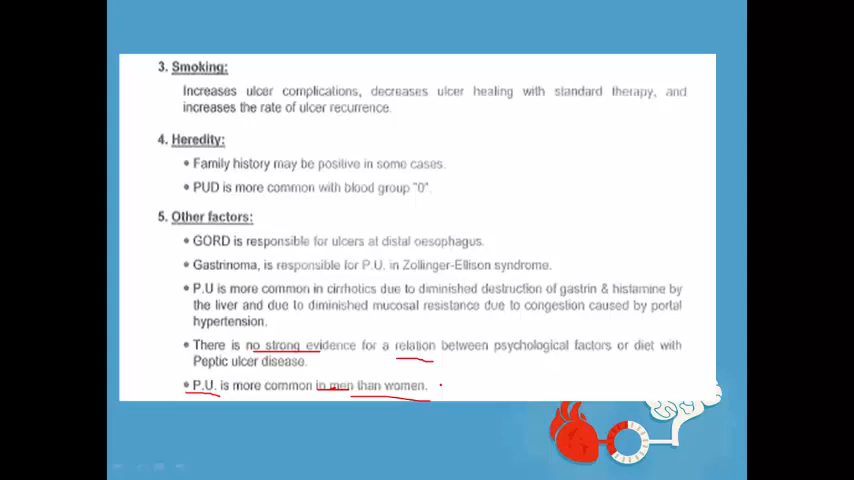 3. Smoking:
Increases ulcer complications, decreases ulcer healing with standard therapy, and
increases the rate of ulcer recurrence.
4. Heredity:
• Family history may be positive in some cases.
• PUD is more common with blood group "0".
5. Other factors:
• GORD is responsible for ulcers at distal oesophagus.
• Gastrinoma, is responsible for P.U. in Zollinger-Ellison syndrome.
• P.U is more common in cirrhotics due to diminished destruction of gastrin & histamine by
the liver and due to diminished mucosal resistance due to congestion caused by portal
hypertension.
• There is no strong evidence for a relation between psychological factors or diet with
Peptic ulcer disease.
• P.U. is more common in men than women.